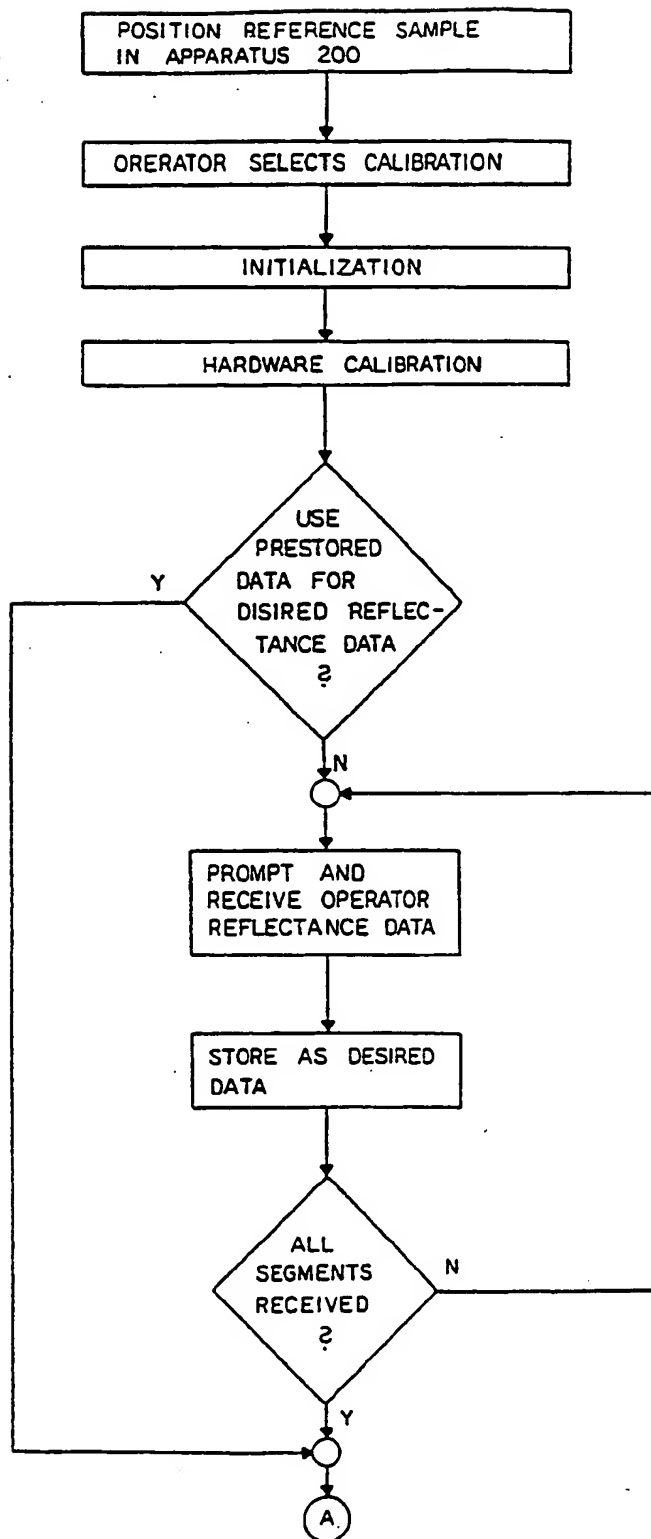 POSITION REFERENCE SAMPLE
IN APPARATUS 200
ORERATOR SELECTS CALIBRATION
INITIALIZATION
HARDWARE CALIBRATION
USE
PRESTORED
DATA FOR
DISIRED REFLEC-
TANCE DATA
?
Y
N
PROMPT AND
RECEIVE OPERATOR
REFLECTANCE DATA
STORE AS DESIRED
DATA
ALL
SEGMENTS
RECEIVED
?
N
Y
A